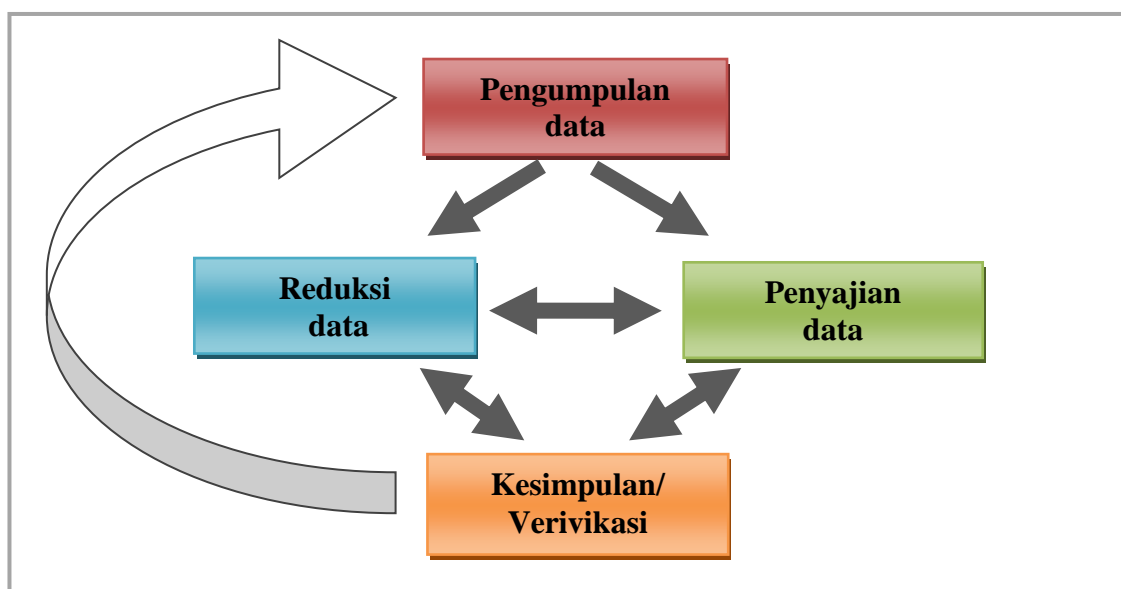 Pengumpulan
data
Reduksi
data
Penyajian
data
Kesimpulan/
Verivikasi